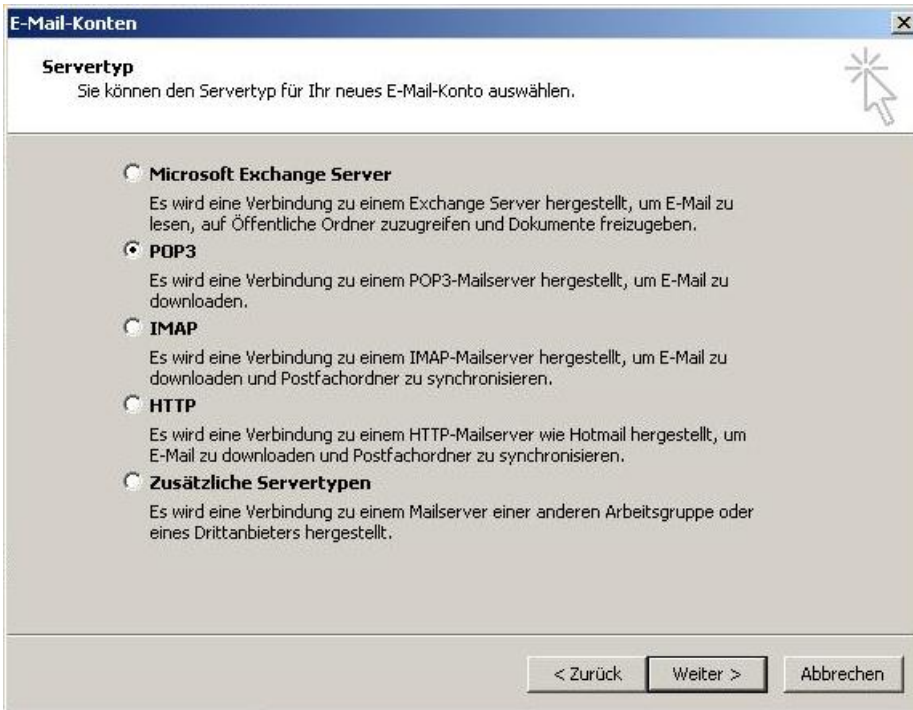 E-Mail-Konten
Servertyp
Sie können den Servertyp für Ihr neues E-Mail-Konto auswählen.
Microsoft Exchange Server
Es wird eine Verbindung zu einem Exchange Server hergestellt, um E-Mail zu
lesen, auf Öffentliche Ordner zuzugreifen und Dokumente freizugeben.
POP3
Es wird eine Verbindung zu einem POP3-Mailserver hergestellt, um E-Mail zu
downloaden.
IMAP
Es wird eine Verbindung zu einem IMAP-Mailserver hergestellt, um E-Mail zu
downloaden und Postfachordner zu synchronisieren.
HTTP
Es wird eine Verbindung zu einem HTTP-Mailserver wie Hotmail hergestellt, um
E-Mail zu downloaden und Postfachordner zu synchronisieren.
Zusätzliche Servertypen
Es wird eine Verbindung zu einem Mailserver einer anderen Arbeitsgruppe oder
eines Drittanbieters hergestellt.
< Zurück Weiter > Abbrechen